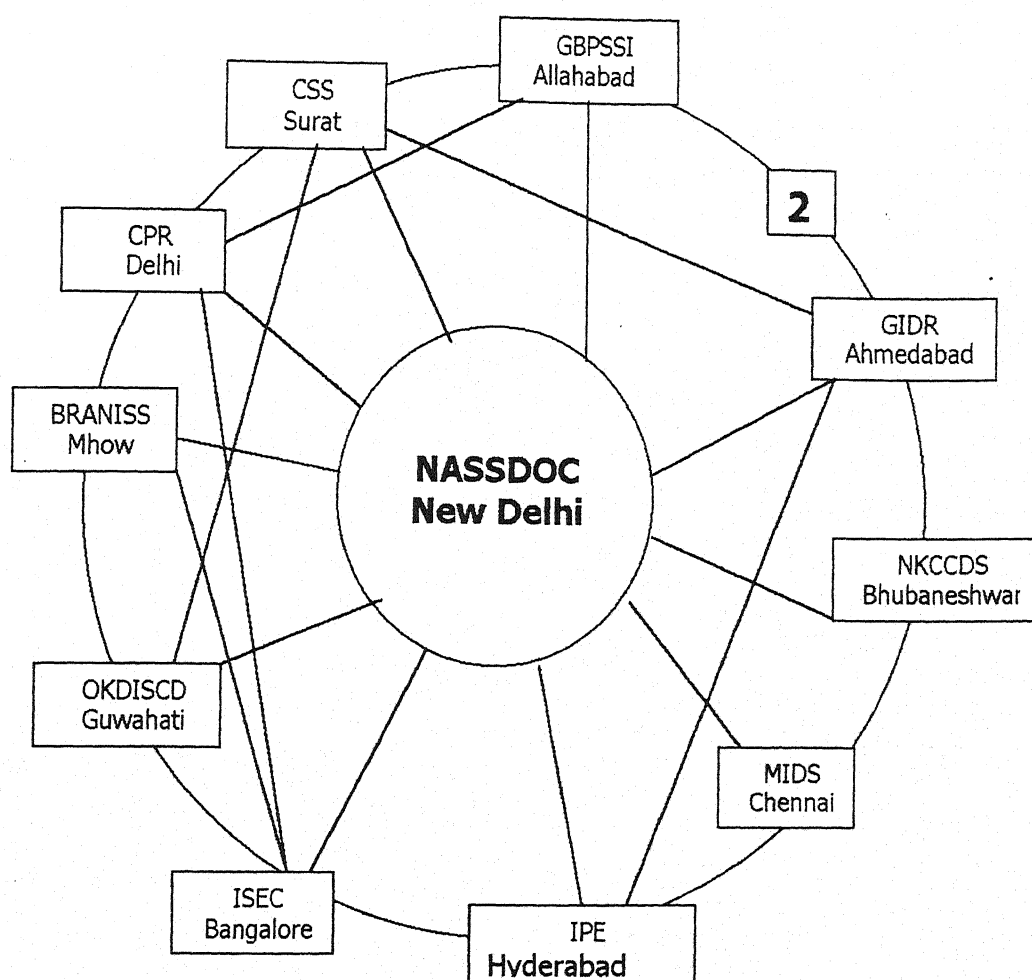 GBPSSI
Allahabad
CSS
Surat
2
CPR
Delhi
GIDR
Ahmedabad
BRANISS
Mhow
NASSDOC
New Delhi
NKCCDS
Bhubaneshwar
OKDISCD
Guwahati
MIDS
Chennai
ISEC
Bangalore
IPE
Hyderabad